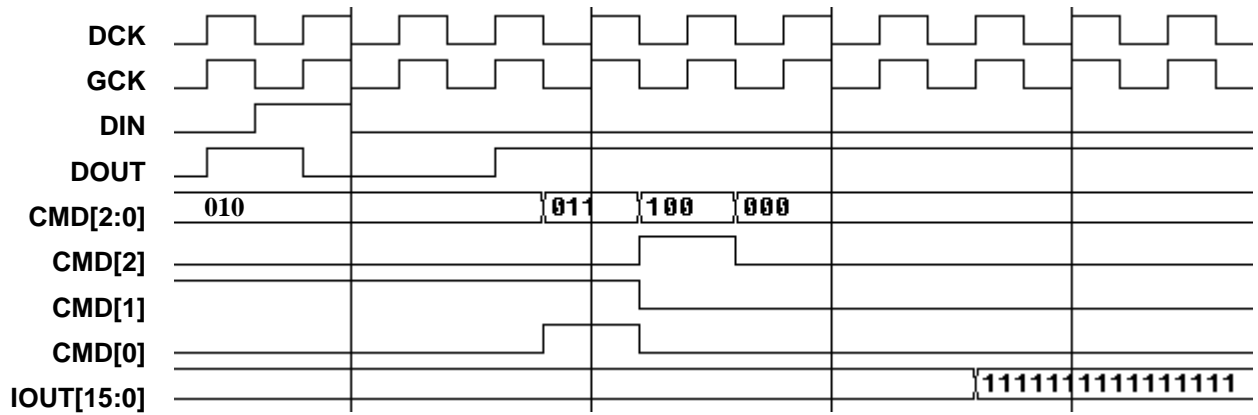 DCK
GCK
DIN
DOUT
CMD[2:0] 010 011 100 000
CMD[2]
CMD[1]
CMD[0]
IOUT[15:0] 1111111111111111